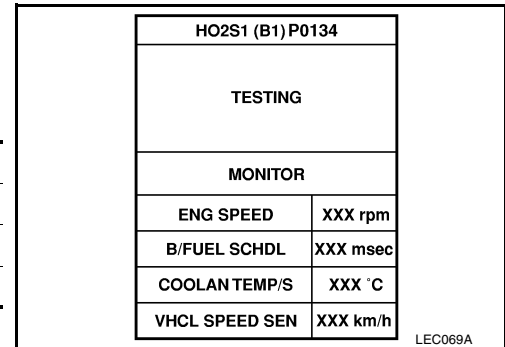 HO2S1 (B1) P0134
TESTING
MONITOR
ENG SPEED XXX rpm
B/FUEL SCHDL XXX msec
COOLAN TEMP/S XXX °C
VHCL SPEED SEN XXX km/h
LEC069A